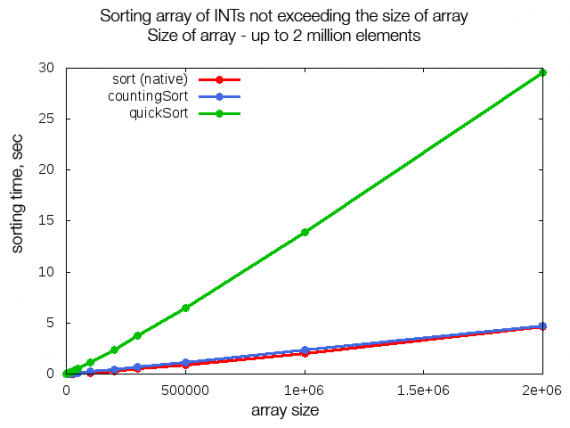 Sorting array of INTs not exceeding the size of array
Size of array - up to 2 million elements
30
25
20
15
10
5
0
sorting time, sec
sort (native)
countingSort
quickSort
0
500000
1e+06
1.5e+06
2e+06
array size